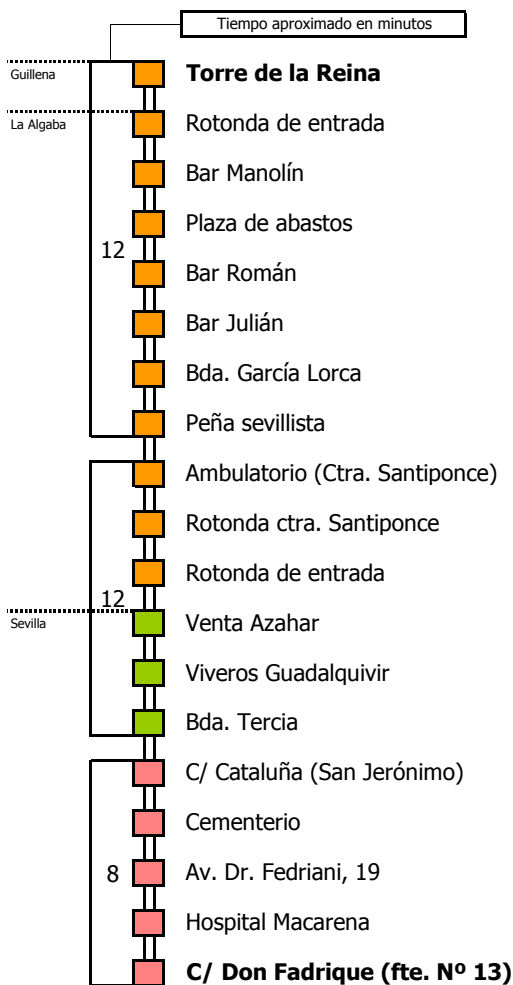 Tiempo aproximado en minutos
Guillena
Torre de la Reina
La Algaba
Rotonda de entrada
Bar Manolín
Plaza de abastos
12
Bar Román
Bar Julián
Bda. García Lorca
Peña sevillista
Ambulatorio (Ctra. Santiponce)
Rotonda ctra. Santiponce
Rotonda de entrada
12
Sevilla
Venta Azahar
Viveros Guadalquivir
Bda. Tercia
C/ Cataluña (San Jerónimo)
Cementerio
8
Av. Dr. Fedriani, 19
Hospital Macarena
C/ Don Fadrique (fte. Nº 13)